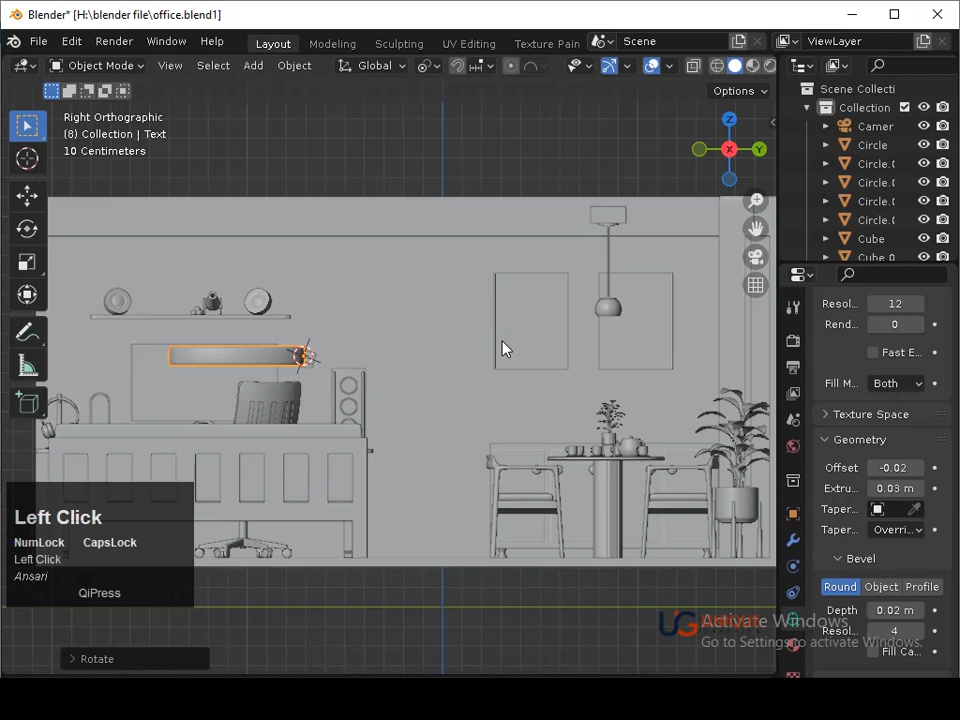 Blender* [H:\blender file\office.blend1]
File Edit Render Window Help Layout Modeling Sculpting UV Editing Texture Pain Scene ViewLayer
Object Mode View Select Add Object Global
Options
Right Orthographic
(8) Collection | Text
10 Centimeters
Z
X
Y
Scene Collecti
Collection
Camer
Circle
Circle.(
Circle.(
Circle.(
Circle.(
Cube
Cube.0
Resol... 12
Rend... 0
Fast E...
Fill M... Both
Texture Space
Geometry
Offset -0.02
Extru... 0.03 m
Taper...
Taper... Overri...
Bevel
Round Object Profile
Depth 0.02 m
Resol... 4
Fill Ca...
Left Click
NumLock CapsLock
Left Click
Ansari
QiPress
Rotate
UG
Activate Windows
Go to Settings to activate Windows.